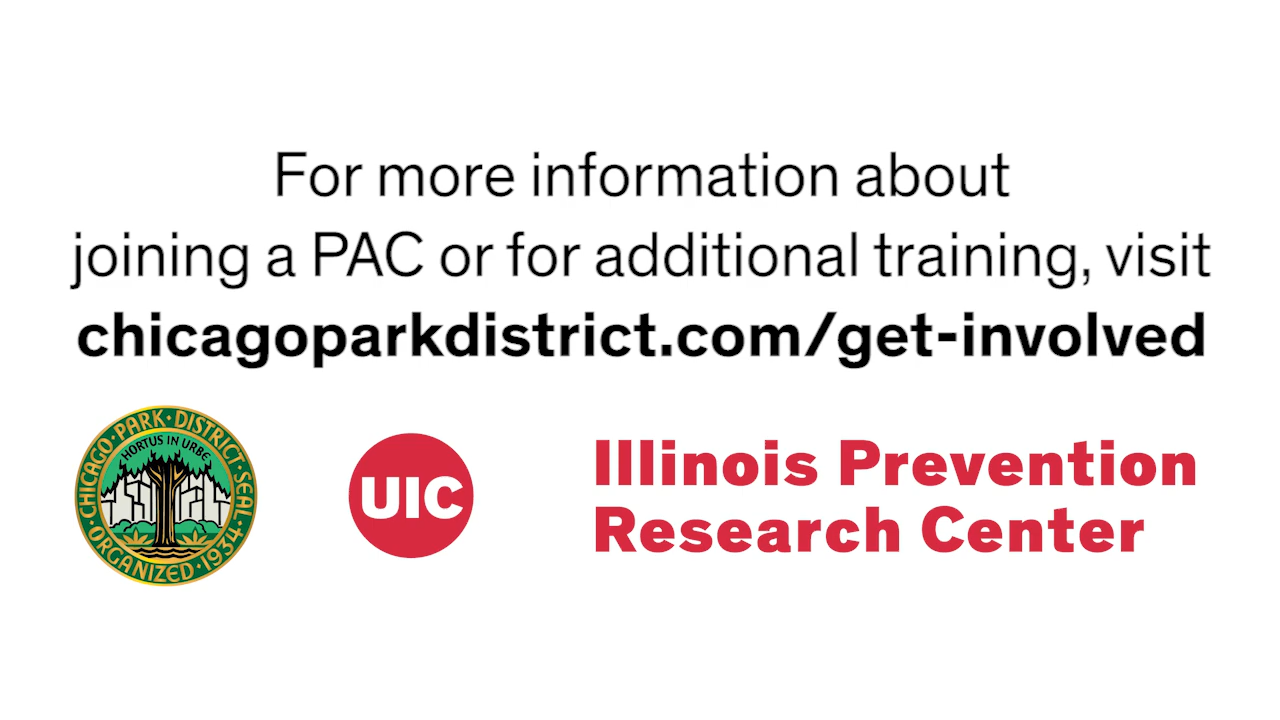 For more information about
joining a PAC or for additional training, visit
chicagoparkdistrict.com/get-involved
CHICAGO·PARK·DISTRICT·SEAL·
HORTUS IN URBE
ORGANIZED·1934·
UIC
Illinois Prevention
Research Center